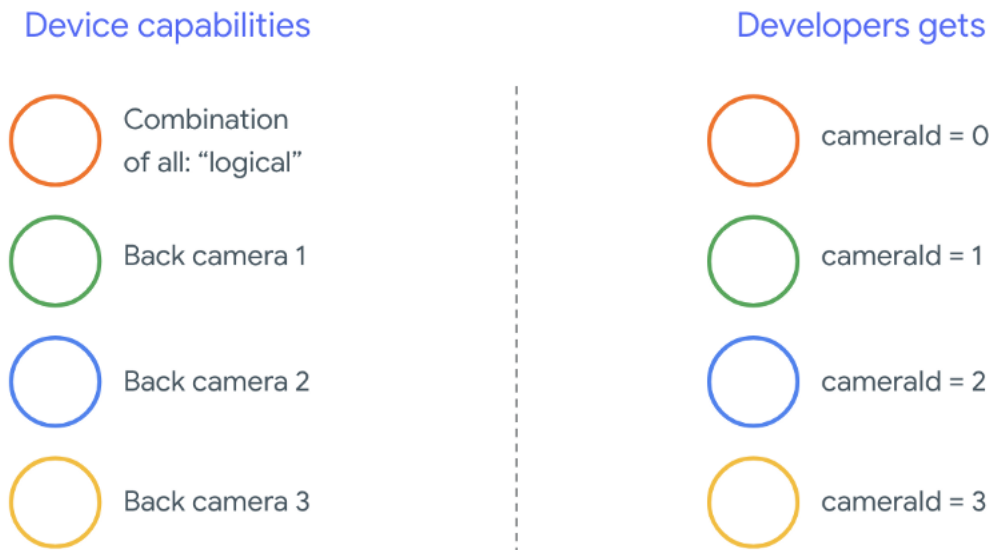 Device capabilities
Developers gets
Combination
of all: “logical”
cameraId = 0
Back camera 1
cameraId = 1
Back camera 2
cameraId = 2
Back camera 3
cameraId = 3